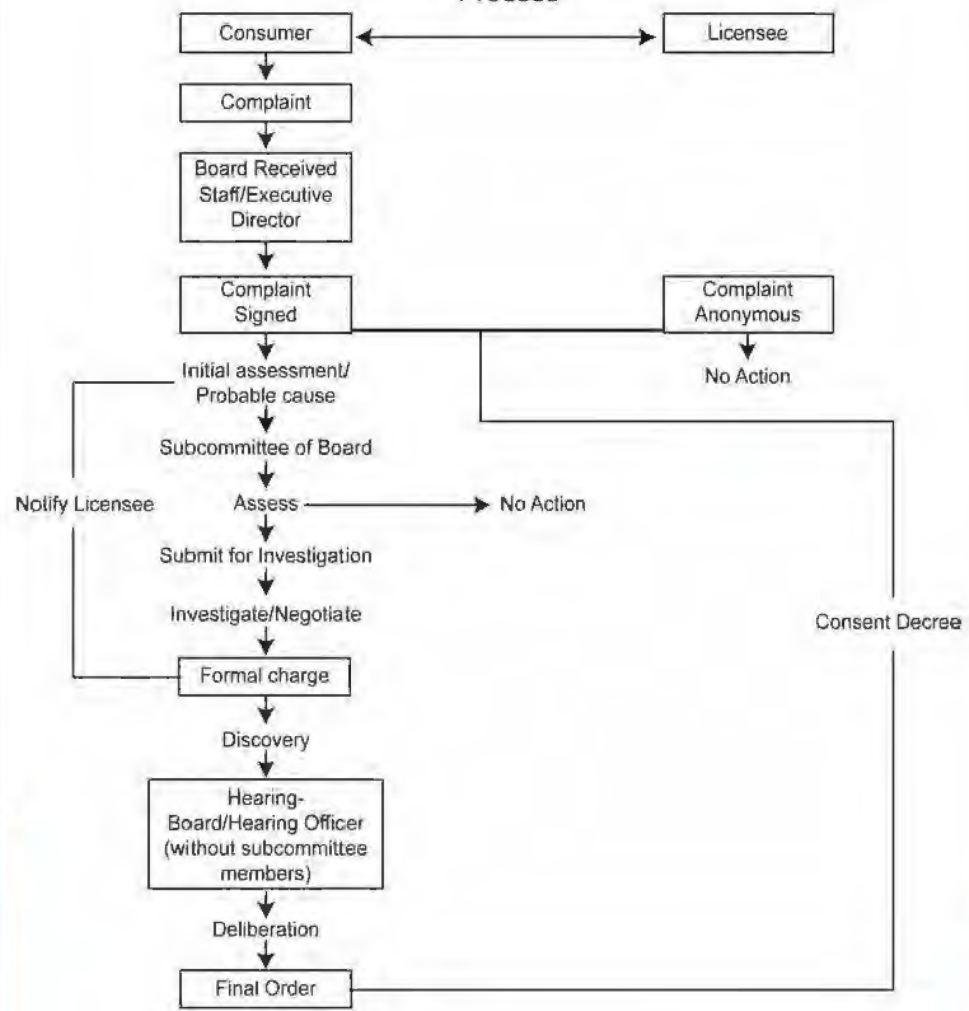 Consumer
Licensee
Complaint
Board Received
Staff/Executive
Director
Complaint
Signed
Complaint
Anonymous
No Action
Initial assessment/
Probable cause
Subcommittee of Board
Notify Licensee
Assess
No Action
Submit for Investigation
Investigate/Negotiate
Consent Decree
Formal charge
Discovery
Hearing-
Board/Hearing Officer
(without subcommittee
members)
Deliberation
Final Order